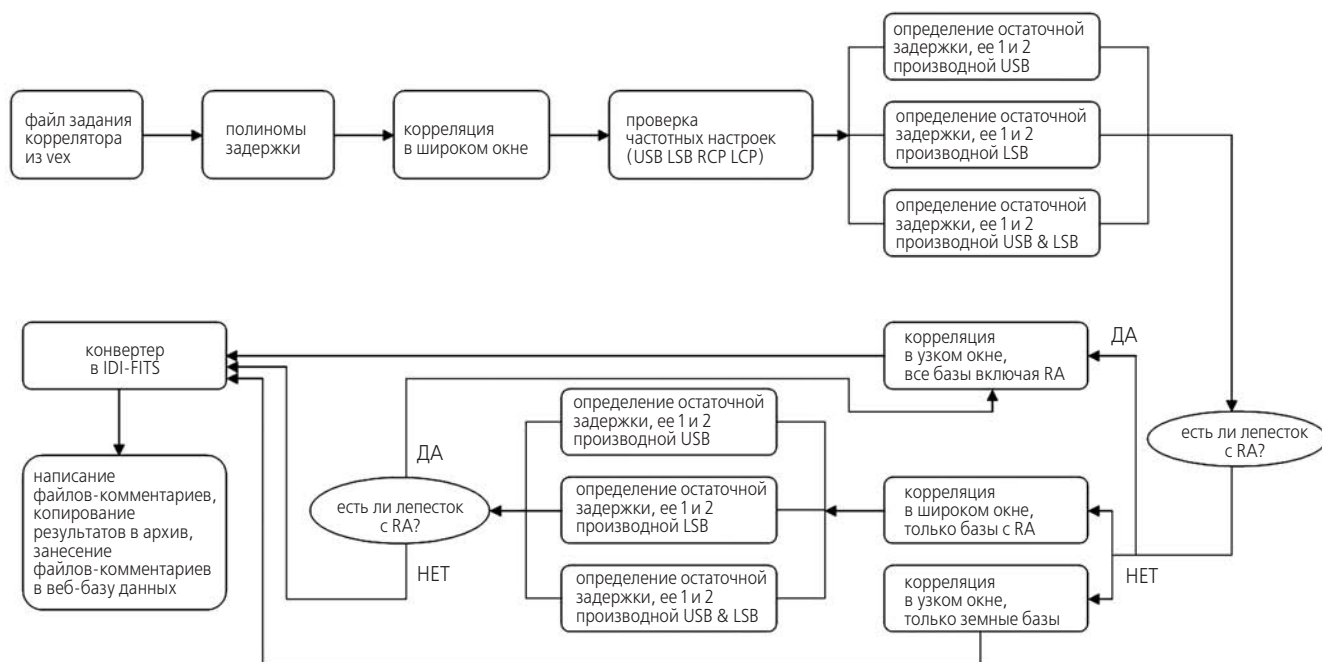 файл задания
коррелятора
из vex
полиномы
задержки
корреляция
в широком окне
проверка
частотных настроек
(USB LSB RCP LCP)
определение остаточной
задержки, ее 1 и 2
производной USB
определение остаточной
задержки, ее 1 и 2
производной LSB
определение остаточной
задержки, ее 1 и 2
производной USB & LSB
есть ли лепесток
с RA?
ДА
НЕТ
корреляция
в узком окне,
все базы включая RA
корреляция
в широком окне,
только базы с RA
корреляция
в узком окне,
только земные базы
определение остаточной
задержки, ее 1 и 2
производной USB
определение остаточной
задержки, ее 1 и 2
производной LSB
определение остаточной
задержки, ее 1 и 2
производной USB & LSB
есть ли лепесток
с RA?
ДА
НЕТ
конвертер
в IDI-FITS
написание
файлов-комментариев,
копирование
результатов в архив,
занесение
файлов-комментариев
в веб-базу данных